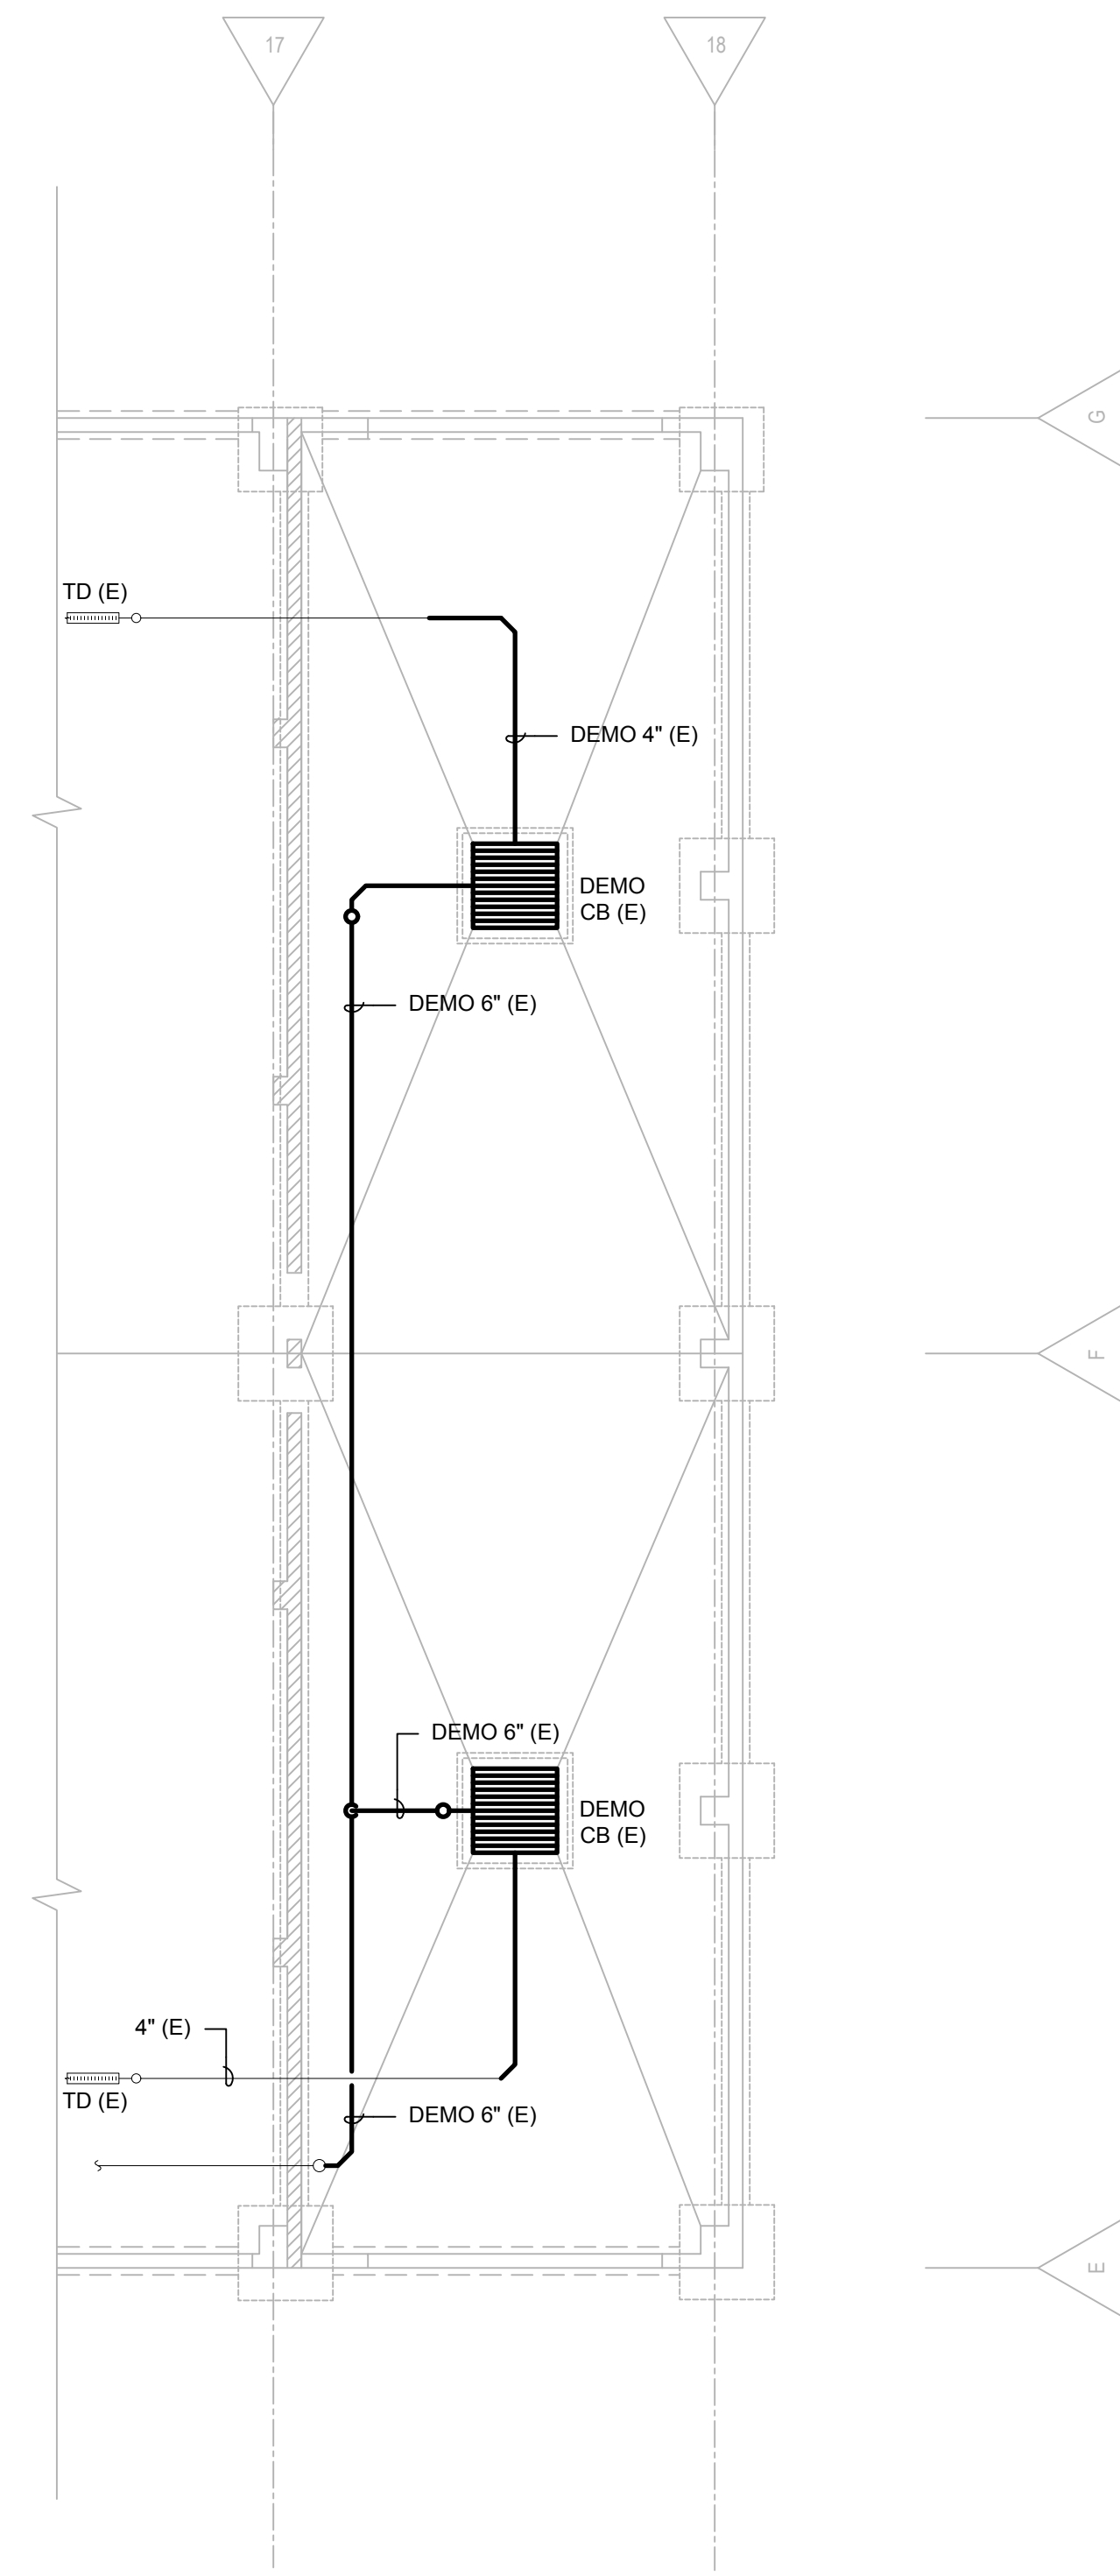 17
18
G
TD (E)
DEMO 4" (E)
DEMO
CB (E)
DEMO 6" (E)
F
DEMO 6" (E)
DEMO
CB (E)
4" (E)
TD (E)
DEMO 6" (E)
E